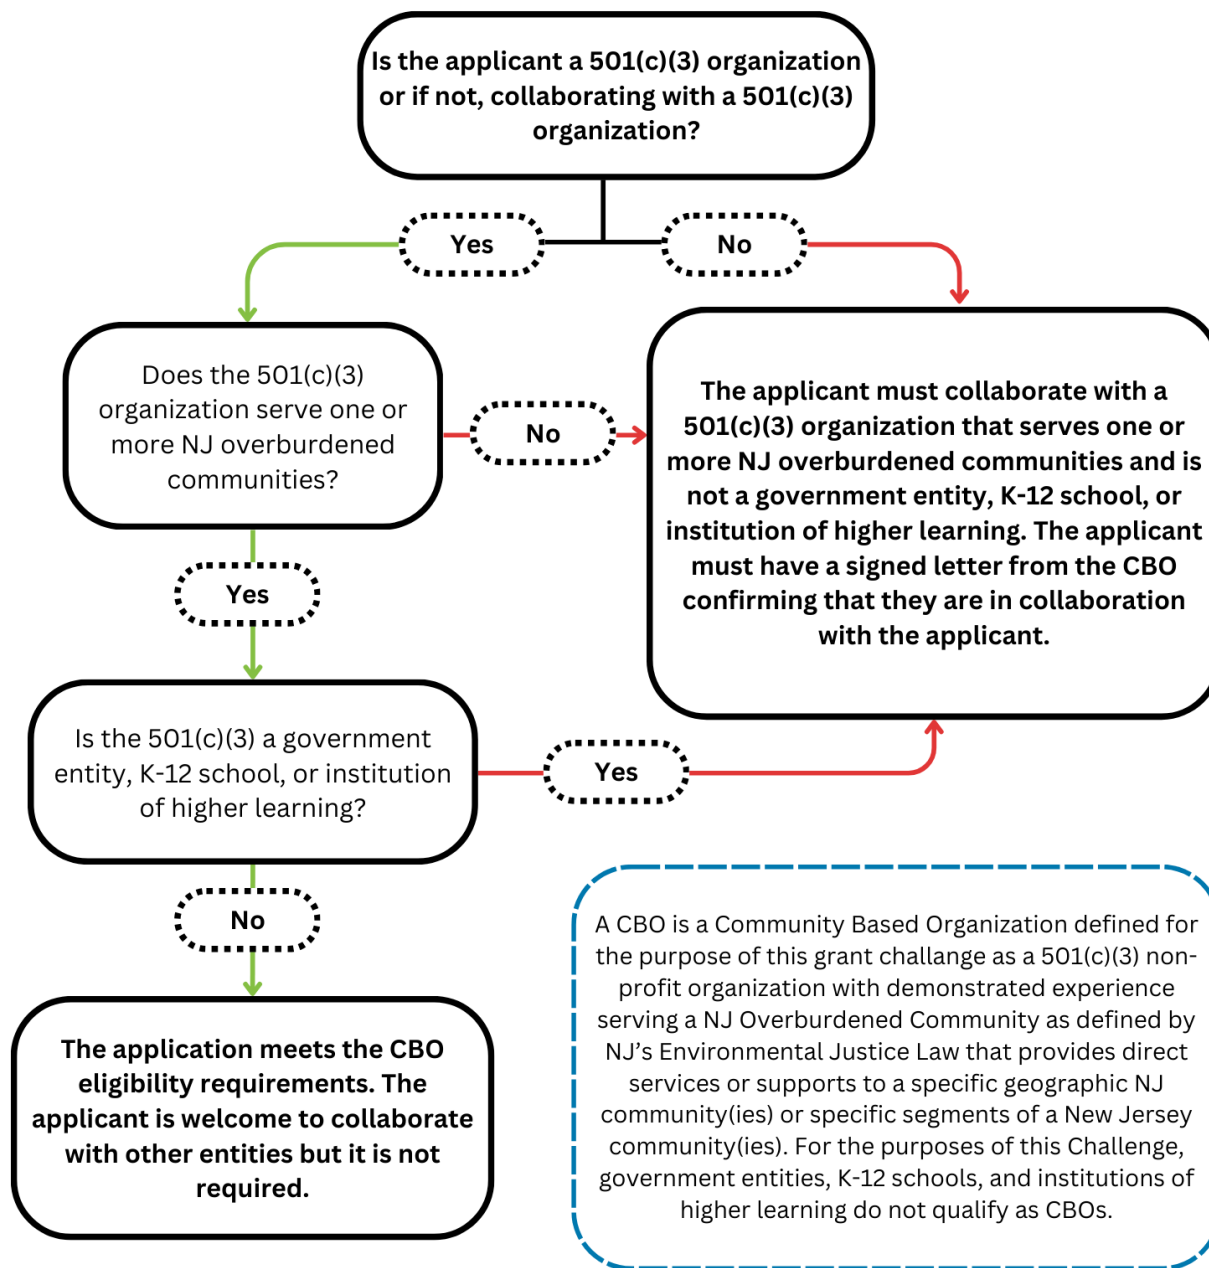 Is the applicant a 501(c)(3) organization
or if not, collaborating with a 501(c)(3)
organization?
Yes
No
Does the 501(c)(3)
organization serve one or
more NJ overburdened
communities?
No
The applicant must collaborate with a
501(c)(3) organization that serves one or
more NJ overburdened communities and is
not a government entity, K-12 school, or
institution of higher learning. The applicant
must have a signed letter from the CBO
confirming that they are in collaboration
with the applicant.
Yes
Is the 501(c)(3) a government
entity, K-12 school, or institution
of higher learning?
Yes
No
The application meets the CBO
eligibility requirements. The
applicant is welcome to collaborate
with other entities but it is not
required.
A CBO is a Community Based Organization defined for
the purpose of this grant challange as a 501(c)(3) non-
profit organization with demonstrated experience
serving a NJ Overburdened Community as defined by
NJ’s Environmental Justice Law that provides direct
services or supports to a specific geographic NJ
community(ies) or specific segments of a New Jersey
community(ies). For the purposes of this Challenge,
government entities, K-12 schools, and institutions of
higher learning do not qualify as CBOs.